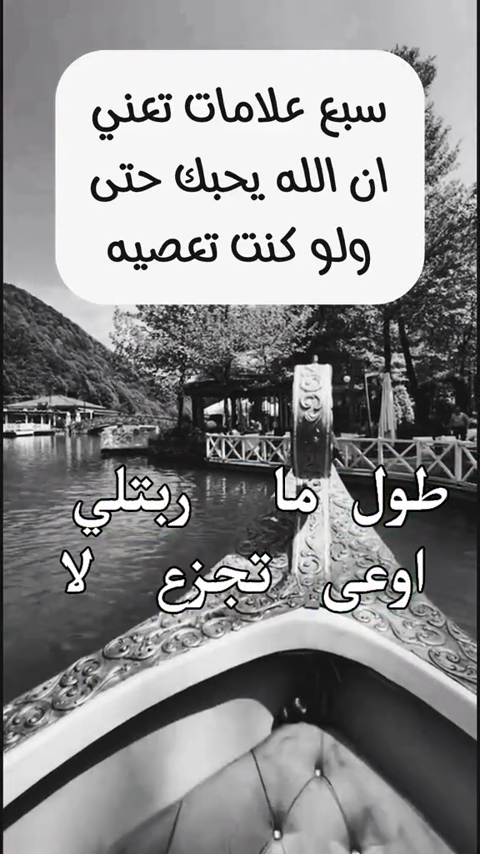 سبع علامات تعني
ان الله يحبك حتى
ولو كنت تعصيه
طول ما ربتلي
اوعى تجزع لا